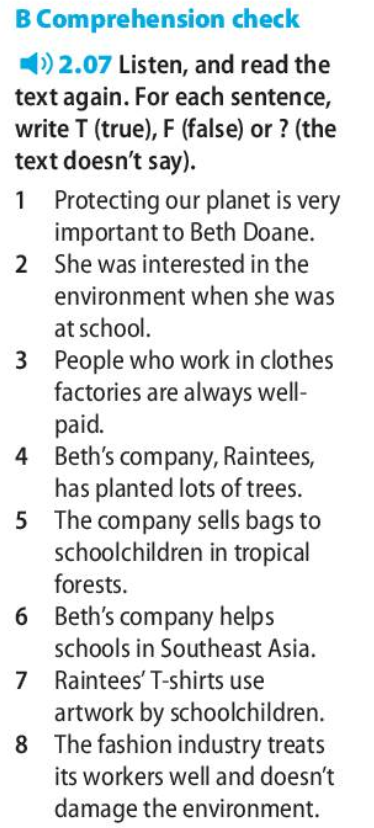 B Comprehension check
2.07 Listen, and read the
text again. For each sentence,
write T (true), F (false) or ? (the
text doesn't say).
1 Protecting our planet is very
important to Beth Doane.
2 She was interested in the
environment when she was
at school.
3 People who work in clothes
factories are always well-
paid.
4 Beth's company, Raintees,
has planted lots of trees.
5 The company sells bags to
schoolchildren in tropical
forests.
6 Beth's company helps
schools in Southeast Asia.
7 Raintees' T-shirts use
artwork by schoolchildren.
8 The fashion industry treats
its workers well and doesn't
damage the environment.